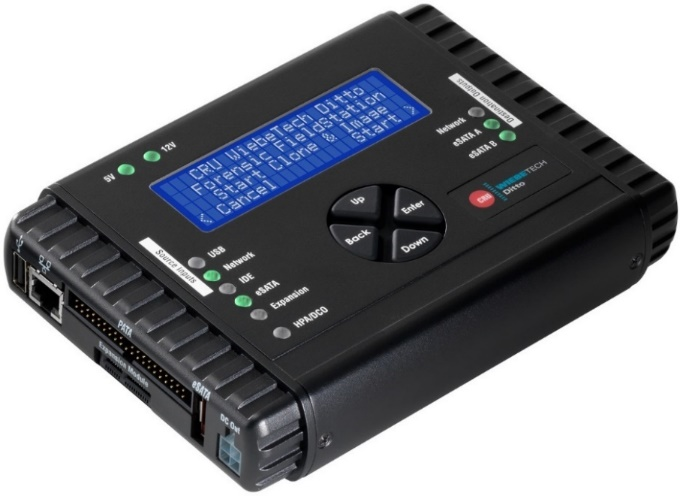 5V
12V
CRU WiebeTech Ditto
Forensic FieldStation
Start Clone & Image
< Cancel Start >
Destination Outputs
Network
eSATA A
eSATA B
CRU
WIEBETECH
Ditto
Up
Enter
Back
Down
Source Inputs
USB
Network
IDE
eSATA
Expansion
HPA/DCO
PATA
Expansion Module
eSATA
DC Out